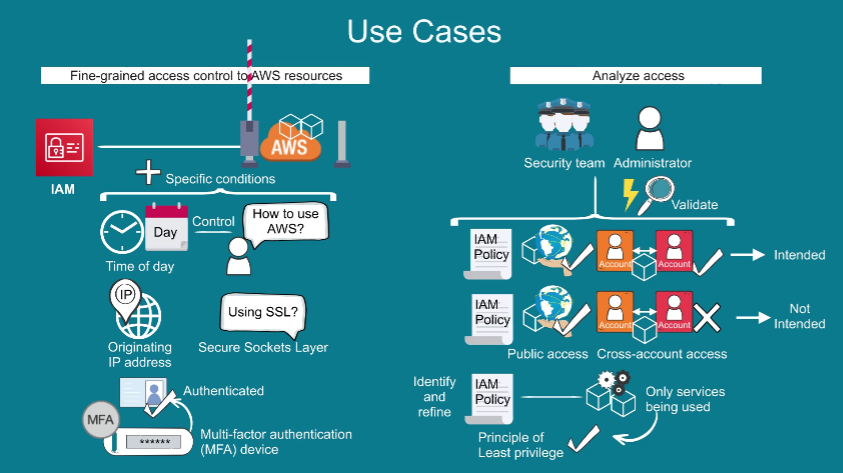 Use Cases
Fine-grained access control to AWS resources
IAM
AWS
Specific conditions
Day
Control
How to use
AWS?
Time of day
IP
Using SSL?
Originating
IP address
Secure Sockets Layer
Authenticated
MFA
******
Multi-factor authentication
(MFA) device
Analyze access
Security team
Administrator
Validate
IAM
Policy
Account
Account
Intended
IAM
Policy
Account
Account
Not
Intended
Public access
Cross-account access
Identify
and
refine
IAM
Policy
Only services
being used
Principle of
Least privilege